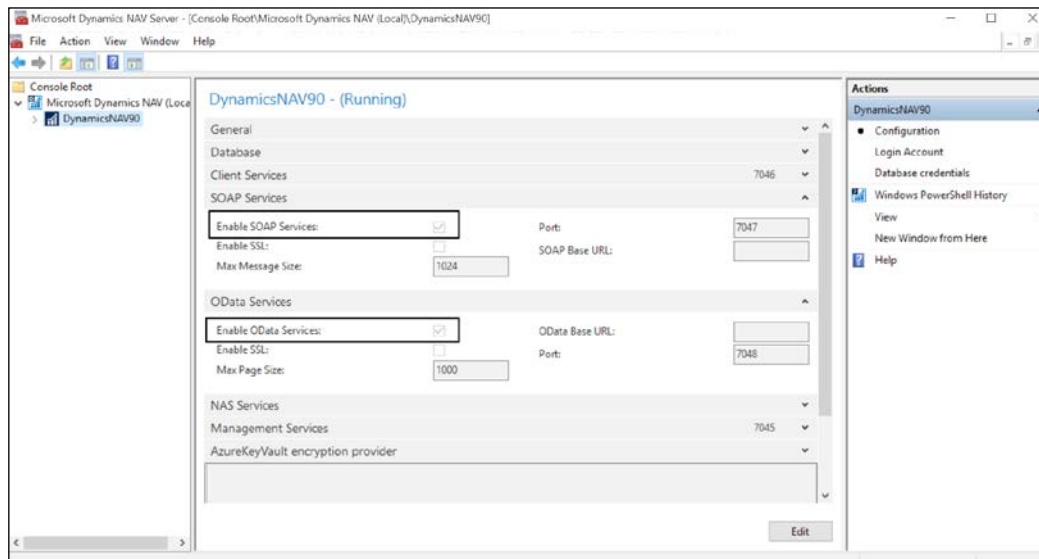 Microsoft Dynamics NAV Server - [Console Root\Microsoft Dynamics NAV (Local)\DynamicsNAV90]
File Action View Window Help
Console Root
Microsoft Dynamics NAV (Loca
DynamicsNAV90
DynamicsNAV90 - (Running)
General
Database
Client Services 7046
SOAP Services
Enable SOAP Services: Port: 7047
Enable SSL: SOAP Base URL:
Max Message Size: 1024
OData Services
Enable OData Services: OData Base URL:
Enable SSL: Port: 7048
Max Page Size: 1000
NAS Services
Management Services 7045
AzureKeyVault encryption provider
Edit
Actions
DynamicsNAV90
Configuration
Login Account
Database credentials
Windows PowerShell History
View
New Window from Here
Help